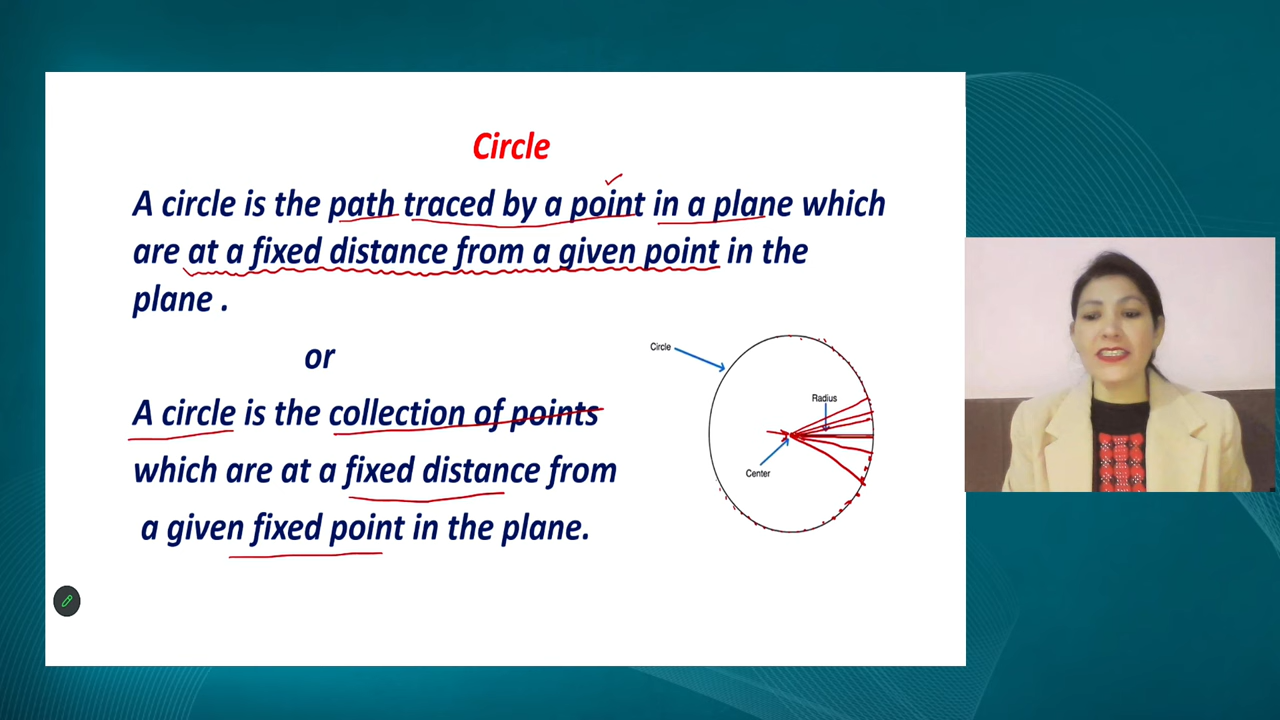 Circle
A circle is the path traced by a point in a plane which
are at a fixed distance from a given point in the
plane .
or
A circle is the collection of points
which are at a fixed distance from
a given fixed point in the plane.
Circle
Radius
Center